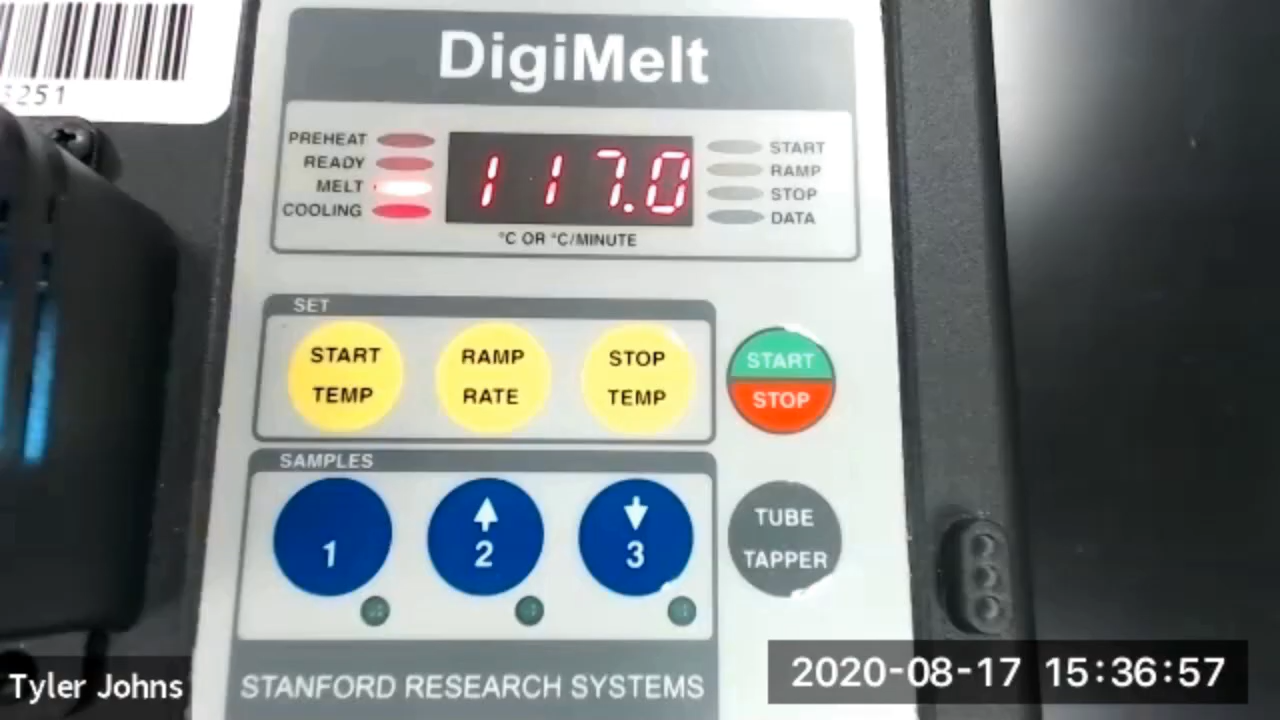 3251
DigiMelt
PREHEAT
READY
MELT
COOLING
117.0
START
RAMP
STOP
DATA
°C OR °C/MINUTE
SET
START
TEMP
RAMP
RATE
STOP
TEMP
START
STOP
SAMPLES
1
2
3
TUBE
TAPPER
STANFORD RESEARCH SYSTEMS
Tyler Johns
2020-08-17 15:36:57